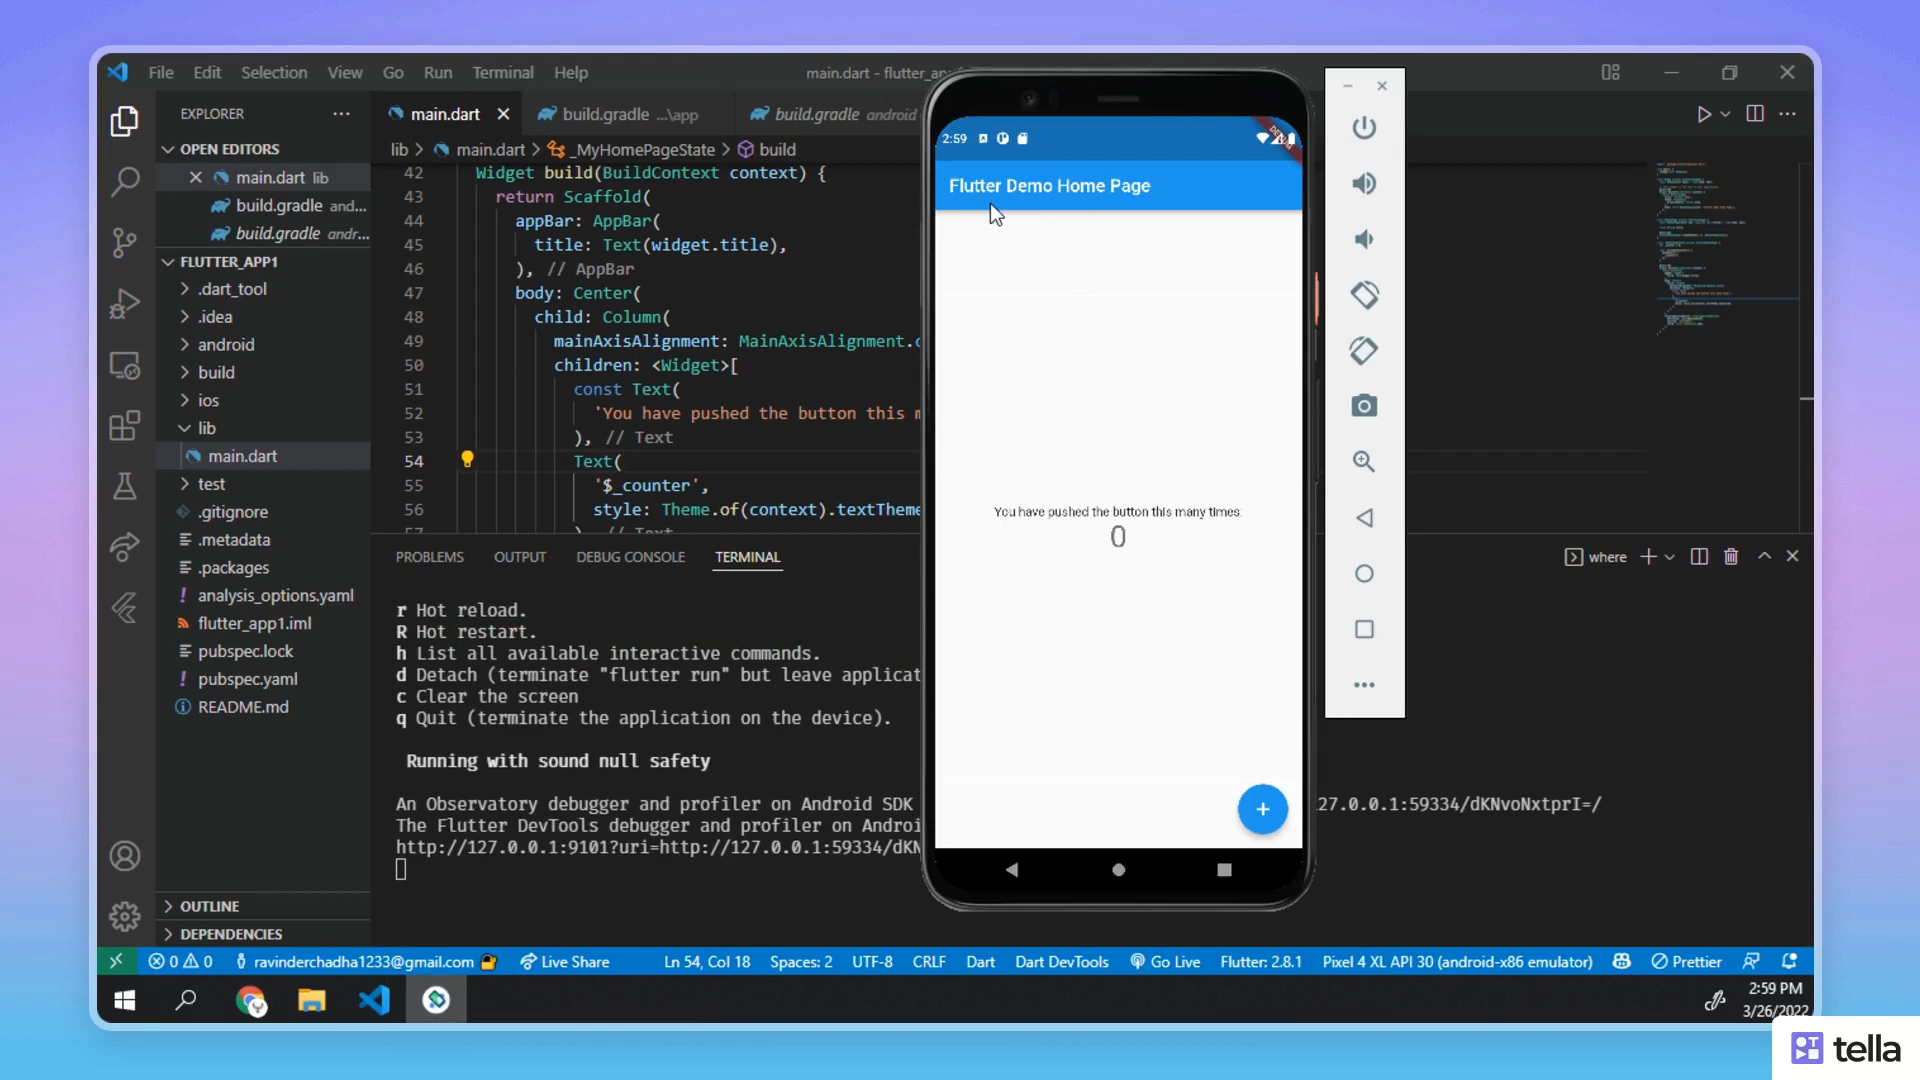 File Edit Selection View Go Run Terminal Help
main.dart - flutter_ap
EXPLORER
main.dart
build.gradle ...\app
build.gradle android
OPEN EDITORS
lib > main.dart > _MyHomePageState > build
main.dart lib
build.gradle and...
build.gradle andr...
FLUTTER_APP1
.dart_tool
.idea
android
build
ios
lib
main.dart
test
.gitignore
.metadata
.packages
analysis_options.yaml
flutter_app1.iml
pubspec.lock
pubspec.yaml
README.md
OUTLINE
DEPENDENCIES
42 Widget build(BuildContext context) {
43 return Scaffold(
44 appBar: AppBar(
45 title: Text(widget.title),
46 ), // AppBar
47 body: Center(
48 child: Column(
49 mainAxisAlignment: MainAxisAlignment.c
50 children: <Widget>[
51 const Text(
52 'You have pushed the button this m
53 ), // Text
54 Text(
55 '$_counter',
56 style: Theme.of(context).textTheme
57 ), // Text
PROBLEMS OUTPUT DEBUG CONSOLE TERMINAL
where
r Hot reload.
R Hot restart.
h List all available interactive commands.
d Detach (terminate "flutter run" but leave applicat
c Clear the screen
q Quit (terminate the application on the device).
Running with sound null safety
An Observatory debugger and profiler on Android SDK 27.0.0.1:59334/dKNvoNxtprI=/
The Flutter DevTools debugger and profiler on Androi
http://127.0.0.1:9101?uri=http://127.0.0.1:59334/dKN
2:59
Flutter Demo Home Page
You have pushed the button this many times:
0
0 0 ravinderchadha1233@gmail.com Live Share Ln 54, Col 18 Spaces: 2 UTF-8 CRLF Dart Dart DevTools Go Live Flutter: 2.8.1 Pixel 4 XL API 30 (android-x86 emulator) Prettier
2:59 PM
3/26/2022
tella